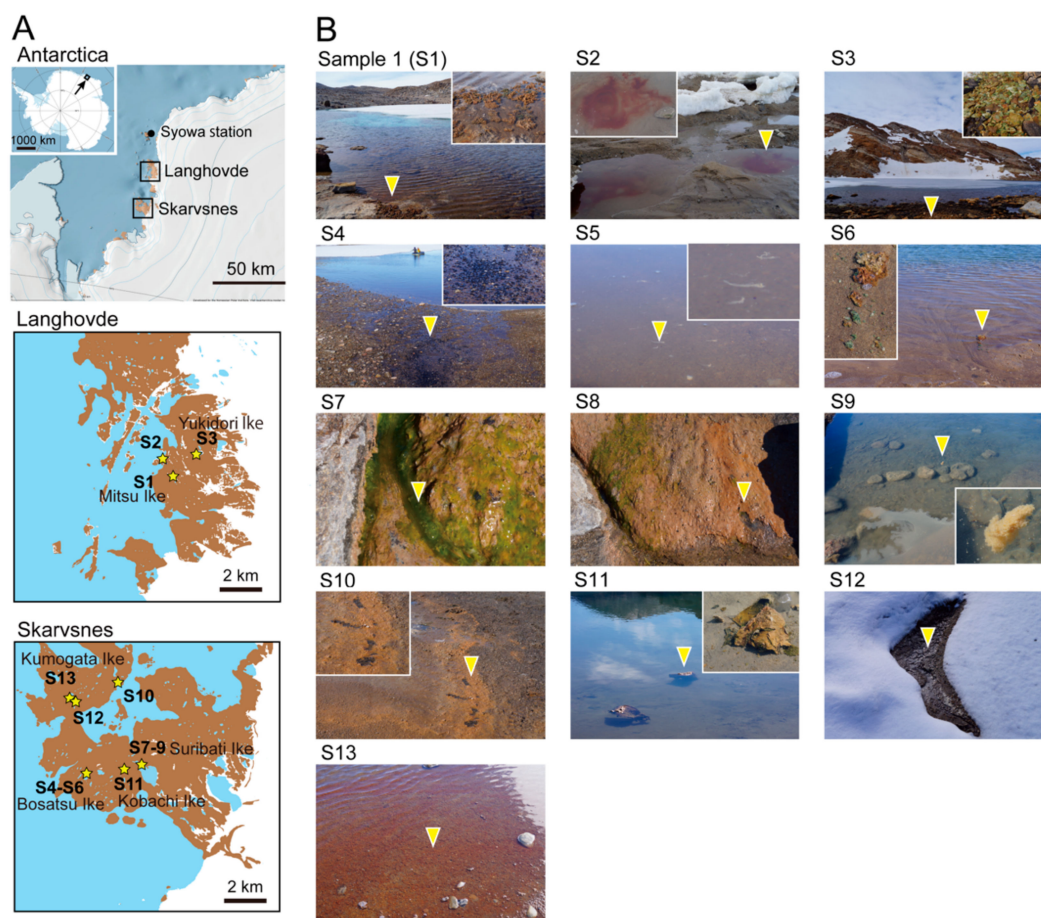 A
Antarctica
1000 km
Syowa station
Langhovde
Skarvsnes
50 km
Langhovde
Yukidori Ike
S2
S3
S1
Mitsu Ike
2 km
Skarvsnes
Kumogata Ike
S13
S10
S12
S7-9 Suribati Ike
S4-S6
S11
Bosatsu Ike
Kobachi Ike
2 km
B
Sample 1 (S1)
S2
S3
S4
S5
S6
S7
S8
S9
S10
S11
S12
S13